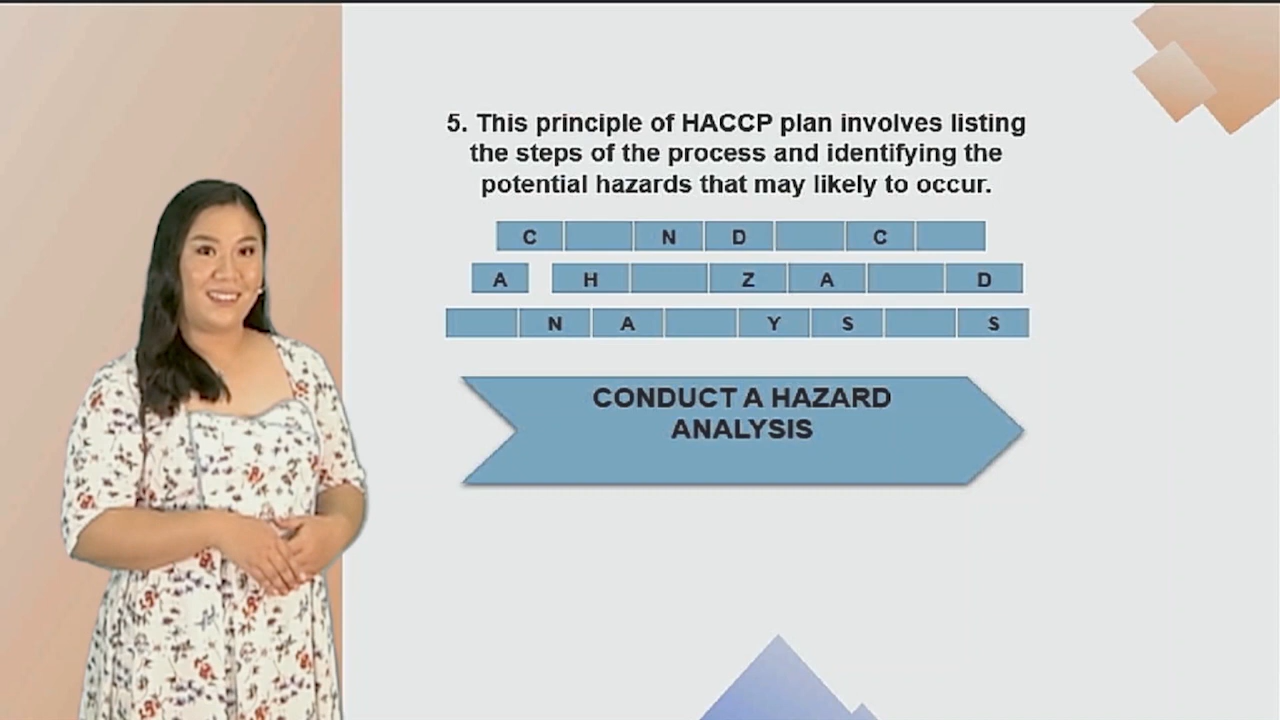 5. This principle of HACCP plan involves listing
the steps of the process and identifying the
potential hazards that may likely to occur.
C N D C
A H Z A D
N A Y S S
CONDUCT A HAZARD
ANALYSIS